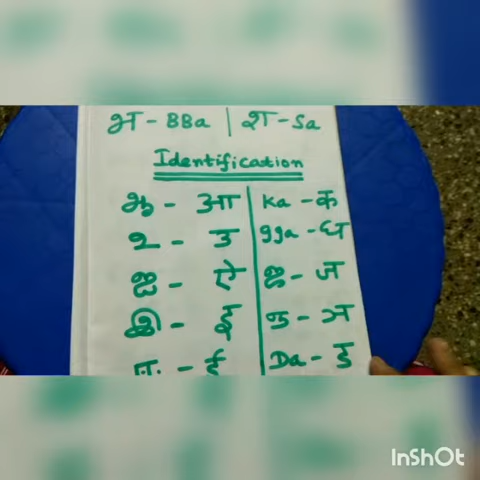 भ - BBa | श - Sa
Identification
ஆ - आ | Ka - क
உ - उ | gga - घ
ஐ - ऐ | ஜ - ज
இ - इ | ஞ - ञ
ஈ - ई | Da - ड
InShOt